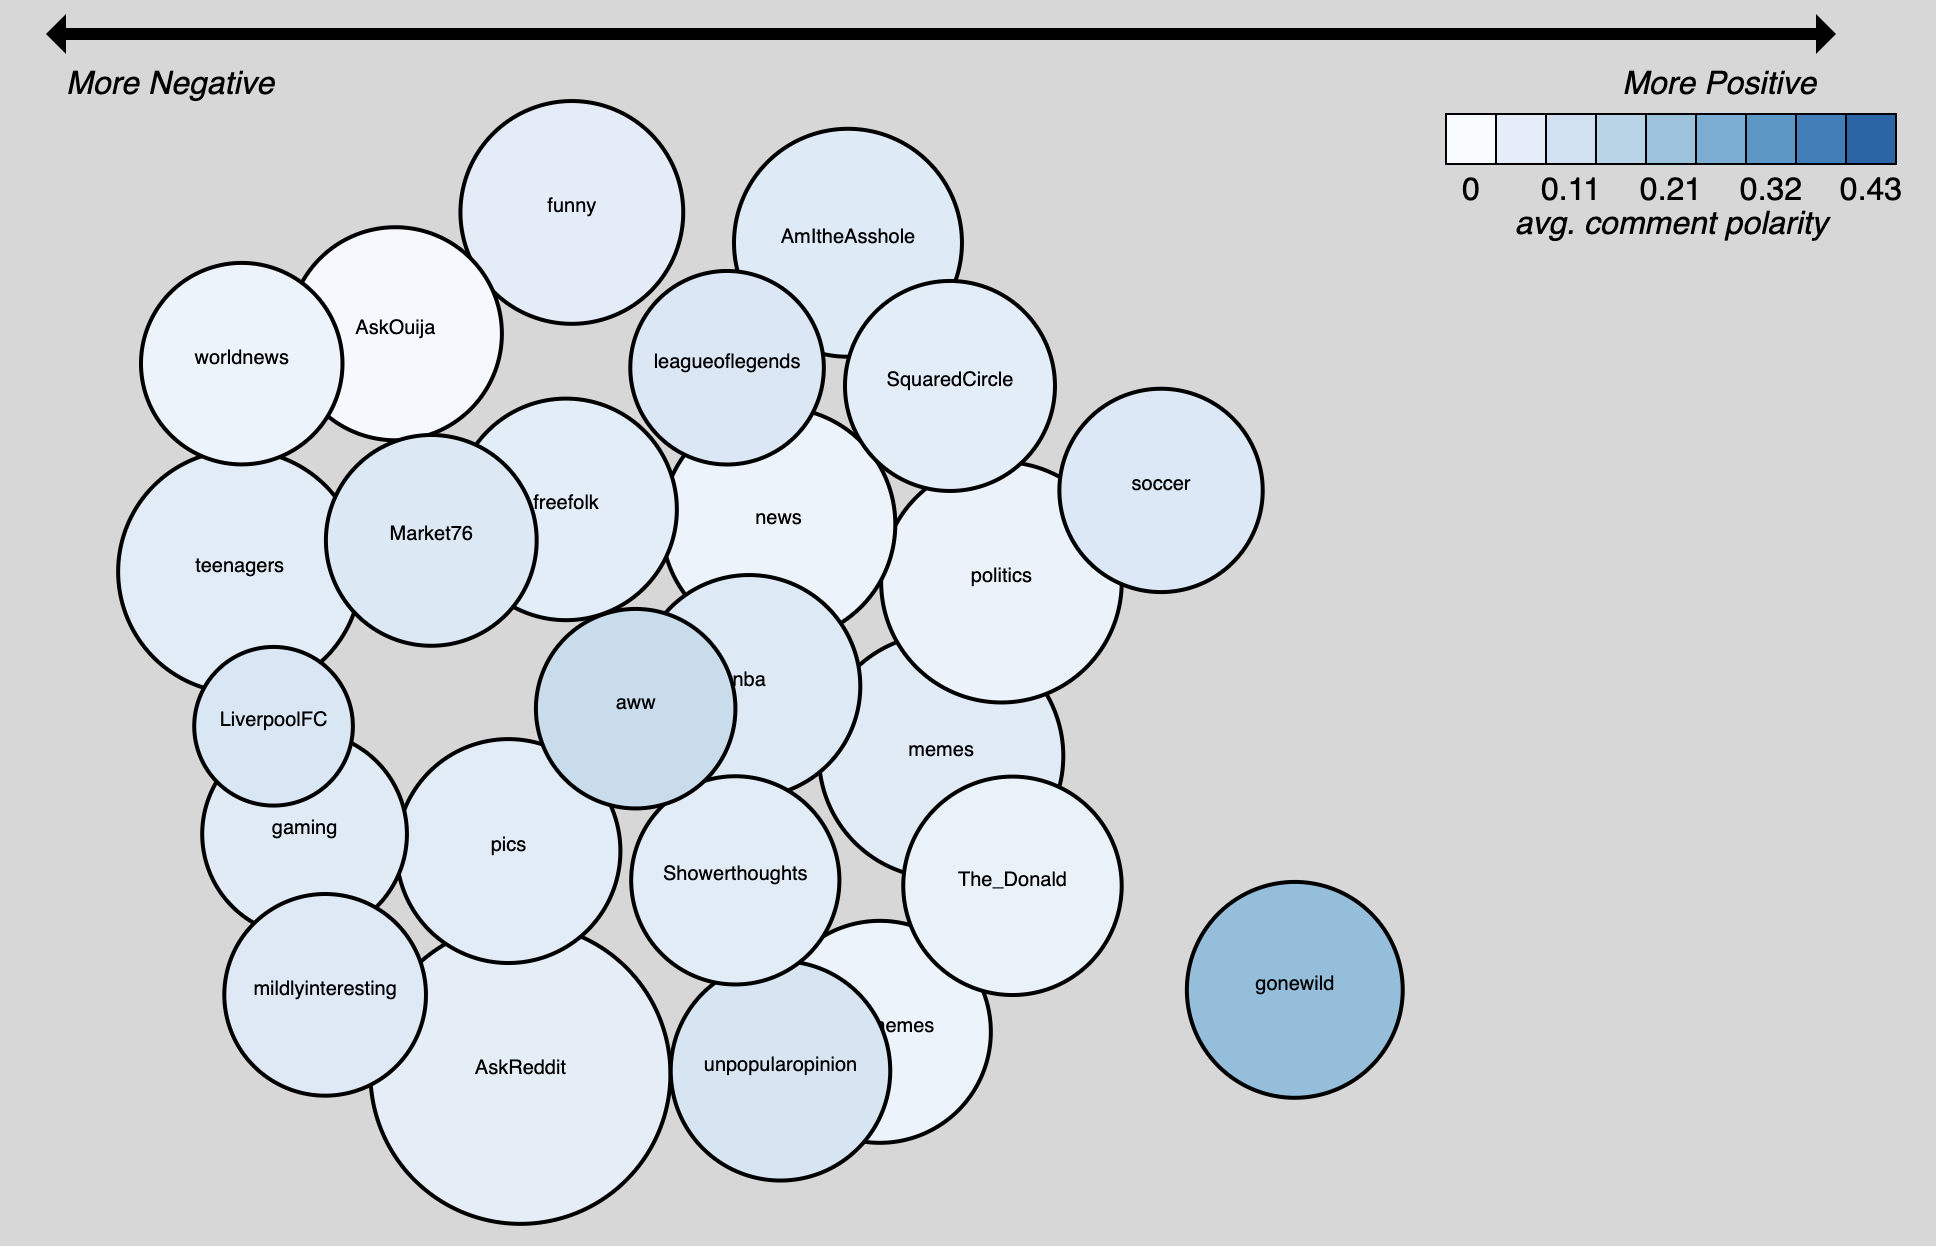 More Negative
More Positive
0 0.11 0.21 0.32 0.43
avg. comment polarity
funny
AmItheAsshole
AskOuija
worldnews
leagueoflegends
SquaredCircle
soccer
freefolk
news
Market76
teenagers
politics
nba
aww
LiverpoolFC
memes
gaming
pics
Showerthoughts
The_Donald
gonewild
mildlyinteresting
emes
AskReddit
unpopularopinion